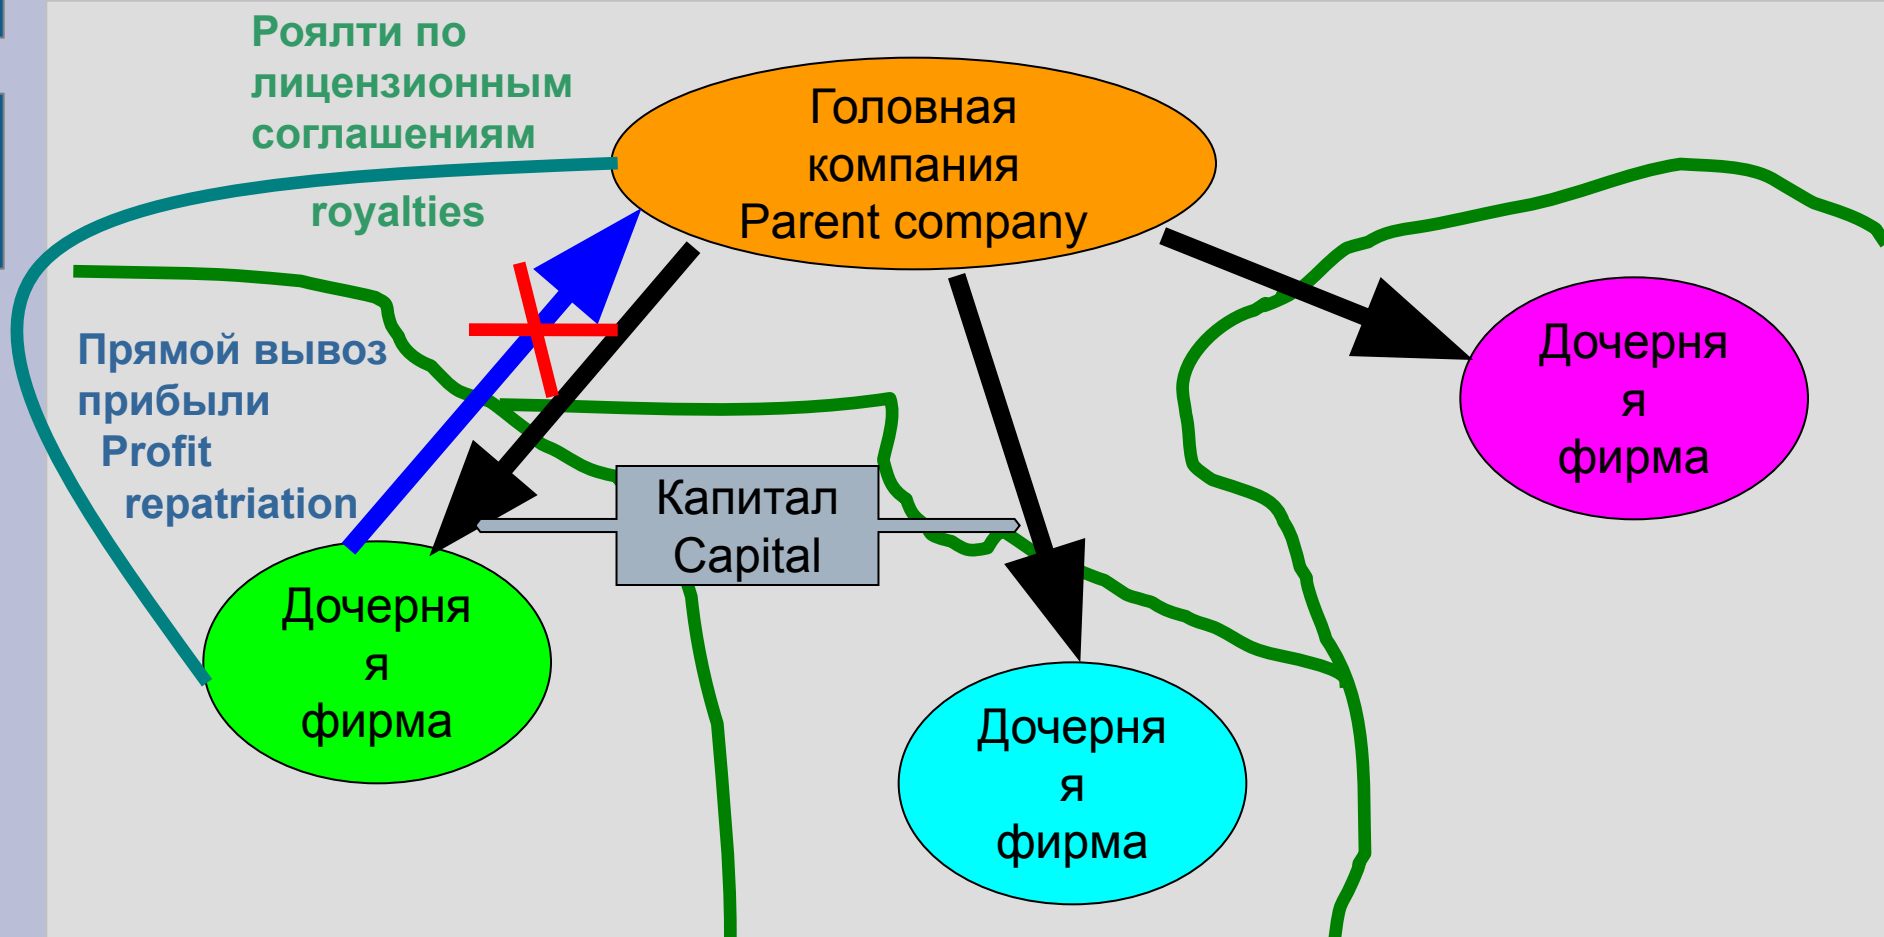 Роялти по
лицензионным
соглашениям
royalties
Головная
компания
Parent company
Прямой вывоз
прибыли
Profit
repatriation
Капитал
Capital
Дочерня
я
фирма
Дочерня
я
фирма
Дочерня
я
фирма